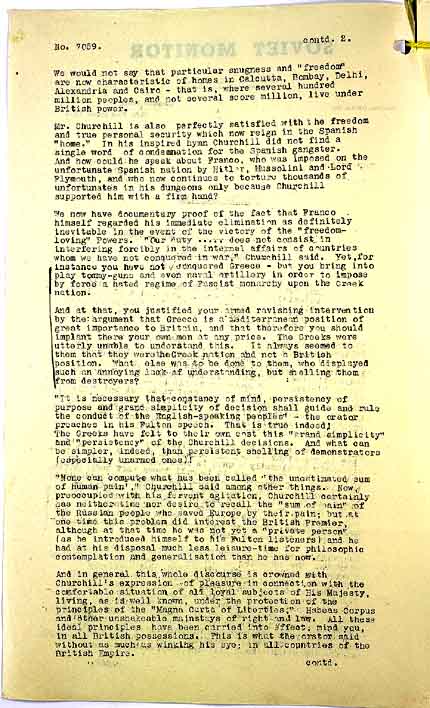 No. 7089.
contd. 2.
SOVIET MONITOR
We would not say that particular smugness and "freedom"
are now characteristic of homes in Calcutta, Bombay, Delhi,
Alexandria and Cairo - that is, where several hundred
million peoples, and not several score million, live under
British power.
Mr. Churchill is also perfectly satisfied with the freedom
and true personal security which now reign in the Spanish
"home." In his inspired hymn Churchill did not find a
single word of condemnation for the Spanish gangster.
And how could he speak about Franco, who was imposed on the
unfortunate Spanish nation by Hitler, Mussolini and Lord
Plymouth, and who now continues to torture thousands of
unfortunates in his dungeons only because Churchill
supported him with a firm hand?
We now have documentary proof of the fact that Franco
himself regarded his immediate elimination as definitely
inevitable in the event of the victory of the "freedom-
loving" Powers. "Our duty ..... does not consist in
interfering forcibly in the internal affairs of countries
whom we have not conquered in war," Churchill said. Yet, for
instance you have not conquered Greece - but you bring into
play tommy-guns and even naval artillery in order to impose
by force a hated regime of Fascist monarchy upon the Greek
nation.
And at that, you justified your armed ravishing intervention
by the argument that Greece is a Mediterranean position of
great importance to Britain, and that therefore you should
implant there your own men at any price. The Greeks were
utterly unable to understand this. It always seemed to
them that they were the Greek nation and not a British
position. What else was to be done to them, who displayed
such an annoying lack of understanding, but shelling them
from destroyers?
"It is necessary that constancy of mind, persistency of
purpose and grand simplicity of decision shall guide and rule
the conduct of the English-speaking peoples" - the orator
preaches in his Fulton speech. That is true indeed;
The Greeks have felt to their own cost this "grand simplicity"
and "persistency" of the Churchill decisions. And what can
be simpler, indeed, than persistent shelling of demonstrators
(especially unarmed ones)!
"None can compute what has been called 'the unestimated sum
of human pain'," Churchill said among other things. Now,
preoccupied with his fervent agitation, Churchill certainly
has neither time nor desire to recall the "sum of pain" of
the Russian people who saved Europe by their pain; but at
one time this problem did interest the British Premier,
although at that time he was not yet a "private person"
(as he introduced himself to his Fulton listeners) and he
had at his disposal much less leisure-time for philosophic
contemplation and generalisation than he has now.
And in general this whole discourse is crowned with
Churchill's expression of pleasure in connection with the
comfortable situation of all loyal subjects of His Majesty,
living, as is well known, under the protection of the
principles of the "Magna Carta of Liberties," Habeas Corpus
and other unshakeable mainstays of right and law. All these
ideal principles have been carried into effect, mind you,
in all British possessions. This is what the orator said
without as much as winking his eye; in all countries of the
British Empire.
contd.